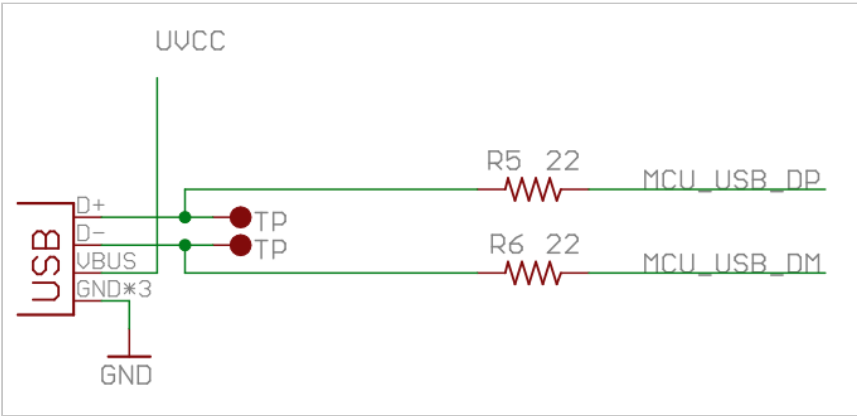 UVCC
R5 22
MCU_USB_DP
D+
TP
D-
TP
R6 22
VBUS
MCU_USB_DM
GND*3
USB
GND